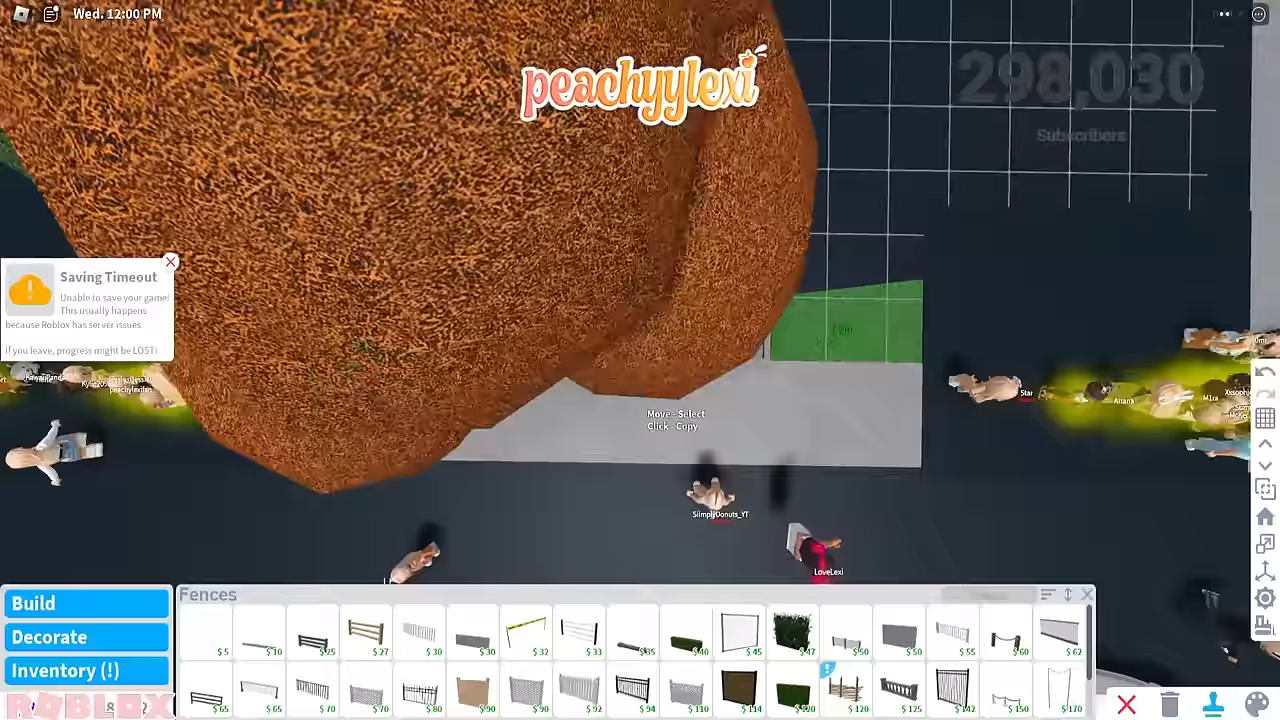 Wed. 12:00 PM
peachyylexi
298,030
Subscribers
Saving Timeout
Unable to save your game!
This usually happens
because Roblox has server issues.
If you leave, progress might be LOST!
Star
Ariana
M1ra
Move - Select
Click - Copy
SiimplyDonuts_YT
LoveLexi
Build
Decorate
Inventory (!)
ROBLOX
Fences
$5 $10 $25 $27 $30 $30 $32 $33 $35 $40 $45 $47 $50 $50 $55 $60 $62
$65 $65 $70 $70 $80 $90 $90 $92 $94 $110 $114 $120 $120 $125 $142 $150 $170